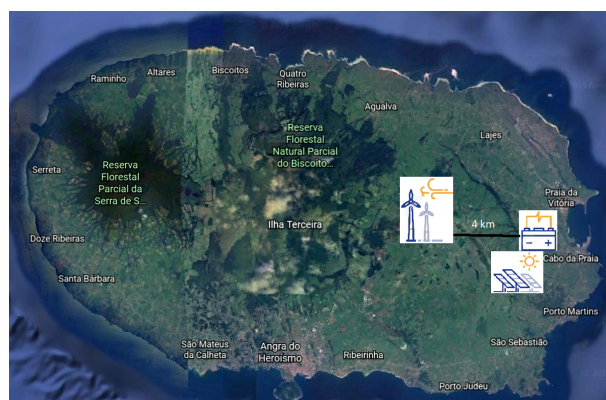 Raminho
Altares
Biscoitos
Quatro
Ribeiras
Agualva
Lajes
Reserva
Florestal
Natural Parcial
do Biscoito...
Reserva
Florestal
Parcial da
Serra de S...
Serreta
Praia da
Vitória
Ilha Terceira
4 km
Doze Ribeiras
Cabo da Praia
Santa Bárbara
Porto Martins
São Mateus
da Calheta
Angra do
Heroísmo
Ribeirinha
São Sebastião
Porto Judeu